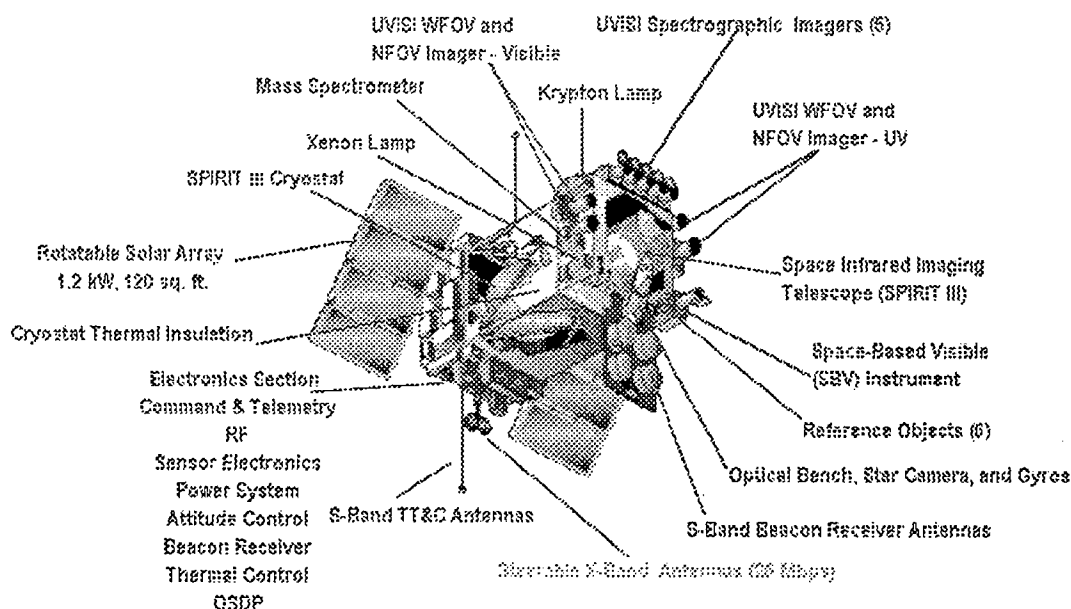 UVISI WFOV and
NFOV Imager - Visible
UVISI Spectrographic Imagers (5)
Mass Spectrometer
Krypton Lamp
UVISI WFOV and
NFOV Imager - UV
Xenon Lamp
SPIRIT III Cryostat
Rotatable Solar Array
1.2 kW, 120 sq. ft.
Space Infrared Imaging
Telescope (SPIRIT III)
Cryostat Thermal Insulation
Space-Based Visible
(SBV) Instrument
Electronics Section
Command & Telemetry
RF
Sensor Electronics
Power System
Attitude Control
Beacon Receiver
Thermal Control
OSDP
Reference Objects (6)
Optical Bench, Star Camera, and Gyros
S-Band TT&C Antennas
S-Band Beacon Receiver Antennas
X-Band Antennas (25 Mbps)